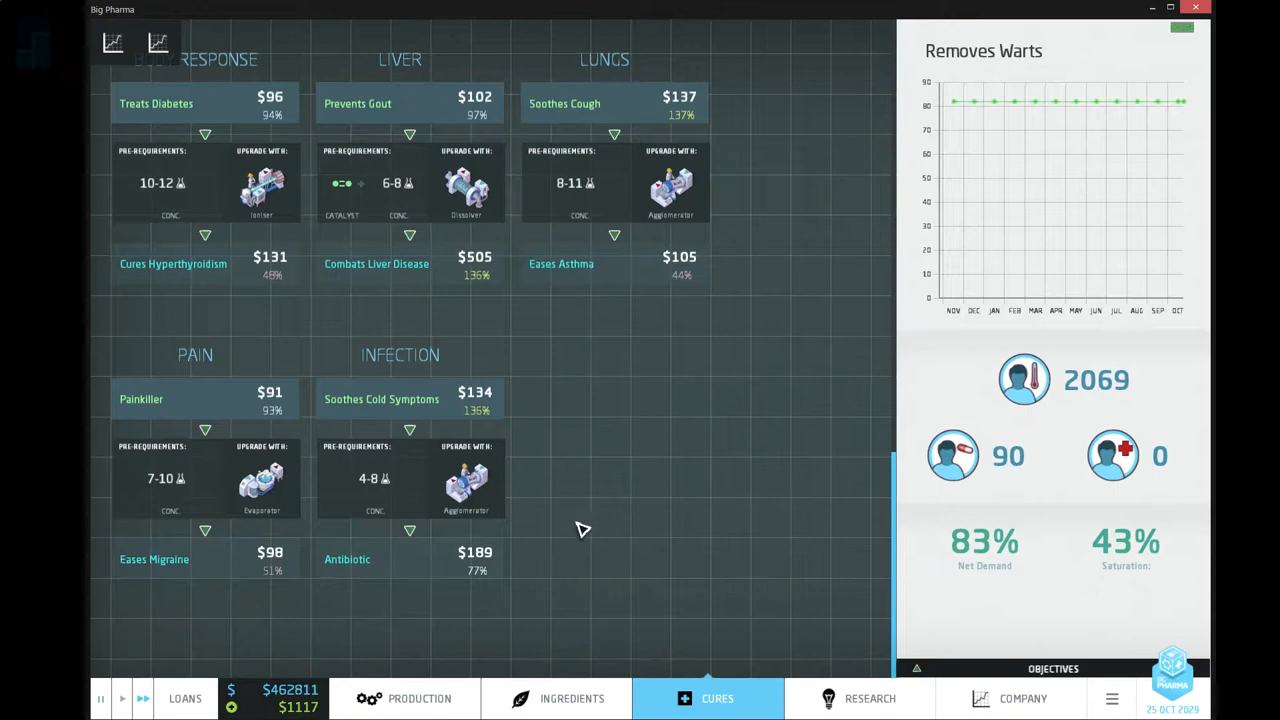 Big Pharma
BODY RESPONSE
LIVER
LUNGS
Treats Diabetes
$96
94%
Prevents Gout
$102
97%
Soothes Cough
$137
137%
PRE-REQUIREMENTS:
UPGRADE WITH:
10-12
CONC.
Ioniser
PRE-REQUIREMENTS:
UPGRADE WITH:
6-8
CATALYST
CONC.
Dissolver
PRE-REQUIREMENTS:
UPGRADE WITH:
8-11
CONC.
Agglomerator
Cures Hyperthyroidism
$131
48%
Combats Liver Disease
$505
136%
Eases Asthma
$105
44%
PAIN
INFECTION
Painkiller
$91
93%
Soothes Cold Symptoms
$134
136%
PRE-REQUIREMENTS:
UPGRADE WITH:
7-10
CONC.
Evaporator
PRE-REQUIREMENTS:
UPGRADE WITH:
4-8
CONC.
Agglomerator
Eases Migraine
$98
51%
Antibiotic
$189
77%
Removes Warts
90
80
70
60
50
40
30
20
10
0
NOV DEC JAN FEB MAR APR MAY JUN JUL AUG SEP OCT
2069
90
0
83%
Net Demand
43%
Saturation:
OBJECTIVES
LOANS
$ $462811
$1117
PRODUCTION
INGREDIENTS
CURES
RESEARCH
COMPANY
BIG
PHARMA
25 OCT 2029